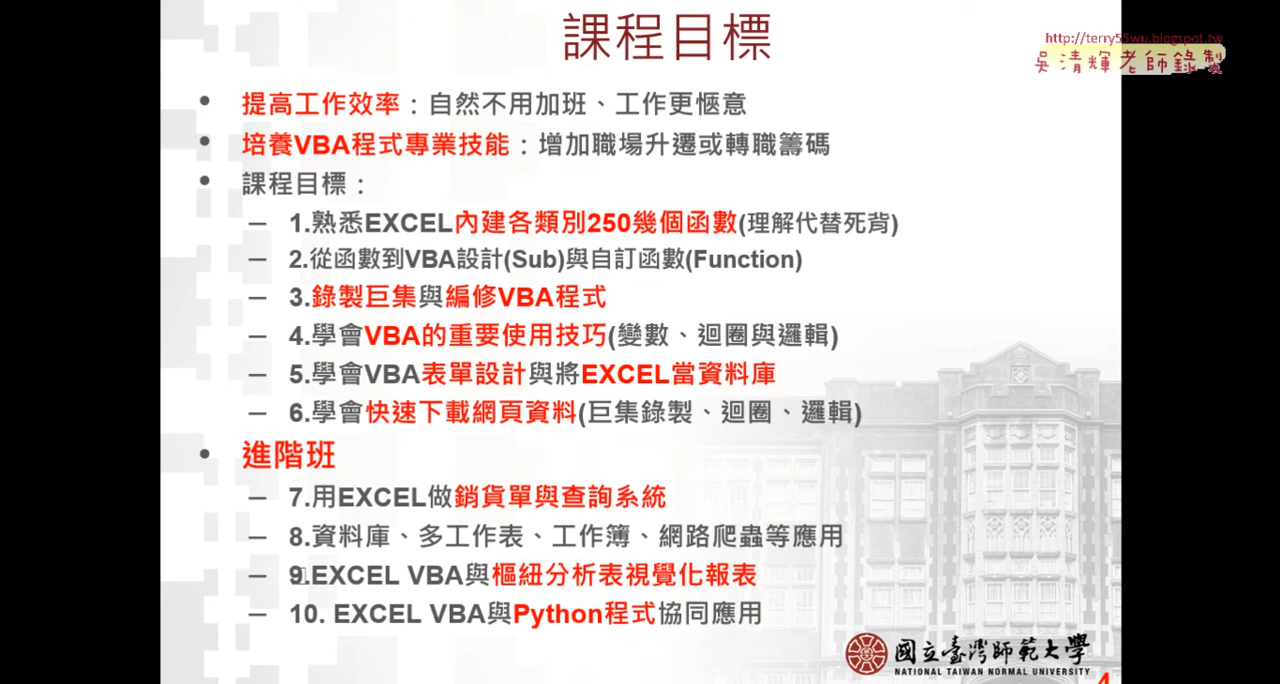 課程目標
http://terry55wu.blogspot.tw
吳清輝老師錄製
• 提高工作效率：自然不用加班、工作更愜意
• 培養VBA程式專業技能：增加職場升遷或轉職籌碼
• 課程目標：
– 1.熟悉EXCEL內建各類別250幾個函數(理解代替死背)
– 2.從函數到VBA設計(Sub)與自訂函數(Function)
– 3.錄製巨集與編修VBA程式
– 4.學會VBA的重要使用技巧(變數、迴圈與邏輯)
– 5.學會VBA表單設計與將EXCEL當資料庫
– 6.學會快速下載網頁資料(巨集錄製、迴圈、邏輯)
• 進階班
– 7.用EXCEL做銷貨單與查詢系統
– 8.資料庫、多工作表、工作簿、網路爬蟲等應用
– 9.EXCEL VBA與樞紐分析表視覺化報表
– 10. EXCEL VBA與Python程式協同應用
國立臺灣師範大學
NATIONAL TAIWAN NORMAL UNIVERSITY
4